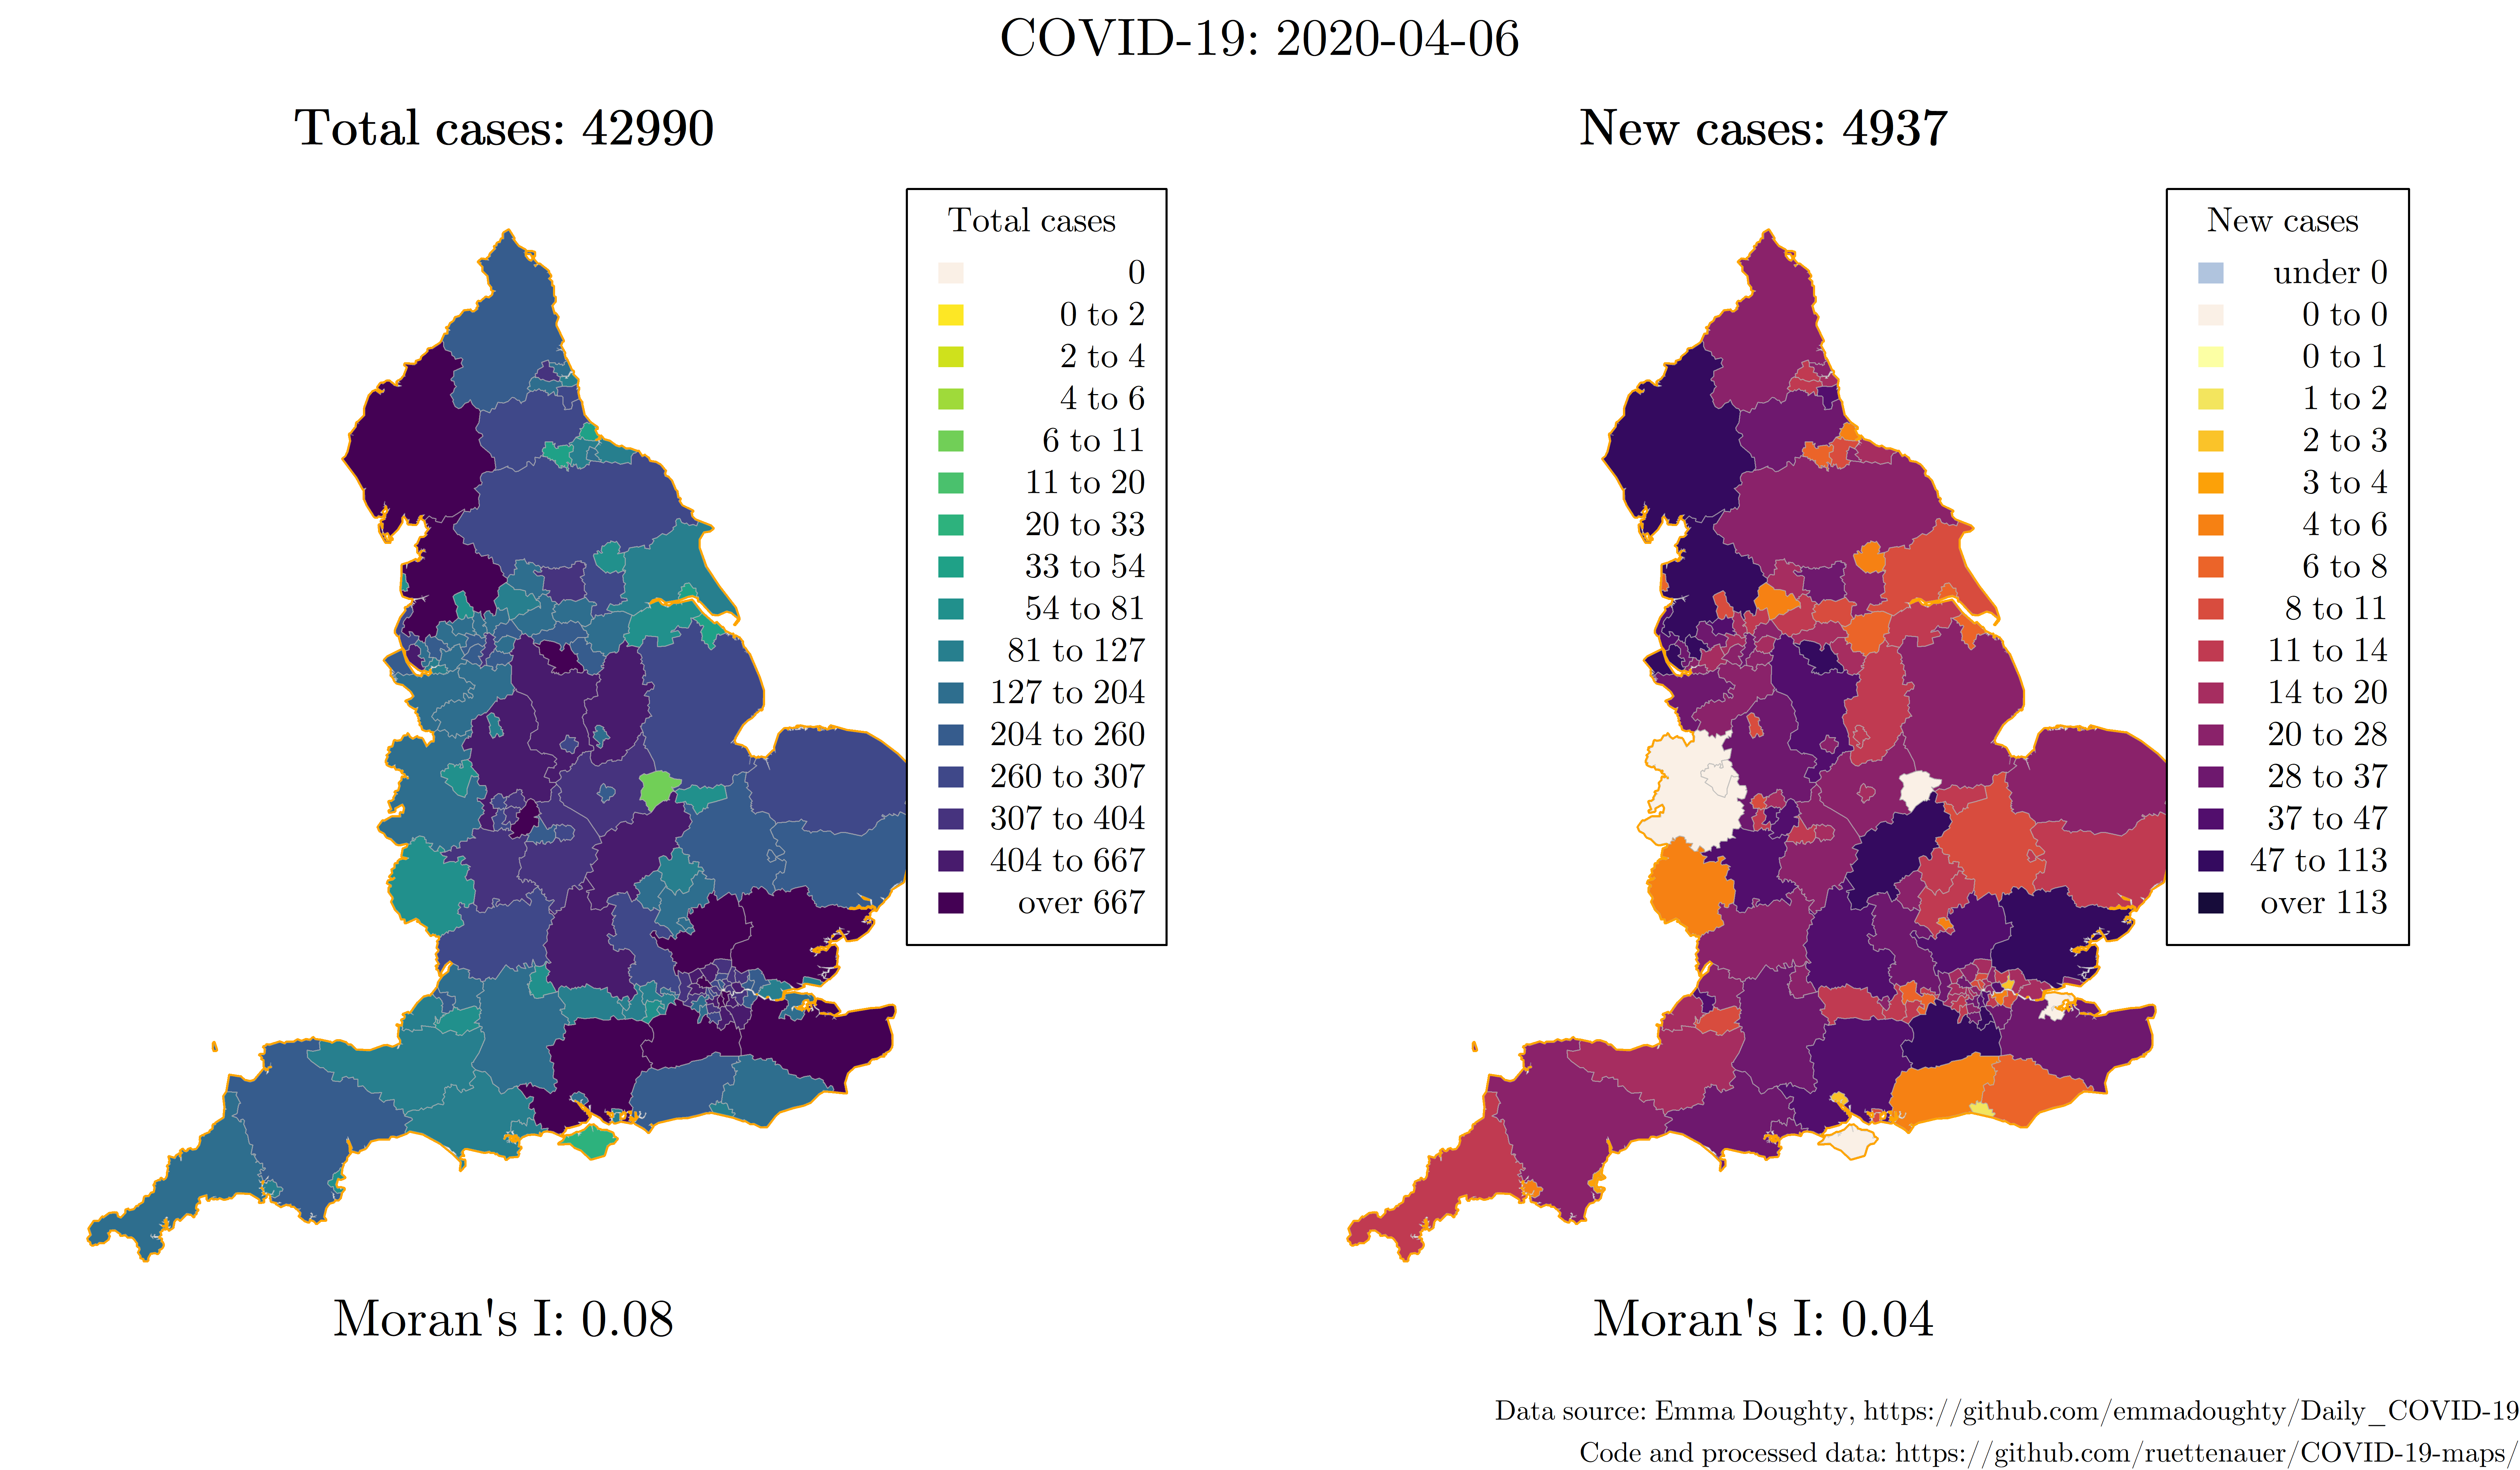 COVID-19: 2020-04-06
Total cases: 42990
Total cases
0
0 to 2
2 to 4
4 to 6
6 to 11
11 to 20
20 to 33
33 to 54
54 to 81
81 to 127
127 to 204
204 to 260
260 to 307
307 to 404
404 to 667
over 667
Moran's I: 0.08
New cases: 4937
New cases
under 0
0 to 0
0 to 1
1 to 2
2 to 3
3 to 4
4 to 6
6 to 8
8 to 11
11 to 14
14 to 20
20 to 28
28 to 37
37 to 47
47 to 113
over 113
Moran's I: 0.04
Data source: Emma Doughty, https://github.com/emmadoughty/Daily_COVID-19
Code and processed data: https://github.com/ruettenauer/COVID-19-maps/